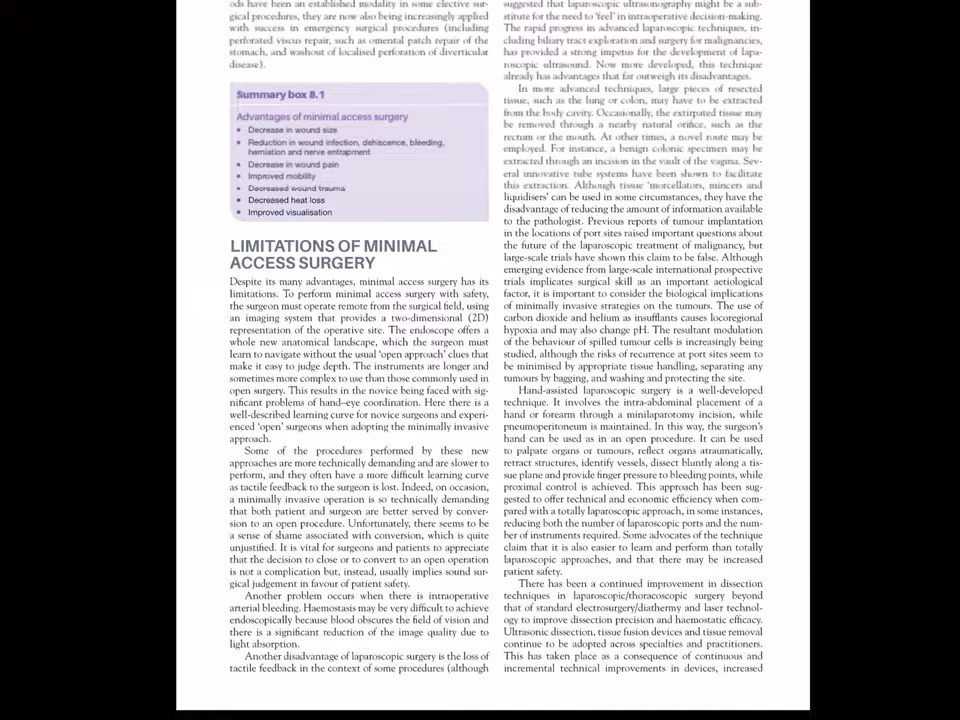 ods have been an established modality in some elective sur-
gical procedures, they are now also being increasingly applied
with success in emergency surgical procedures (including
perforated viscus repair, such as omental patch repair of the
stomach, and washout of localised perforation of diverticular
disease).
Summary box 8.1
Advantages of minimal access surgery
• Decrease in wound size
• Reduction in wound infection, dehiscence, bleeding,
herniation and nerve entrapment
• Decrease in wound pain
• Improved mobility
• Decreased wound trauma
• Decreased heat loss
• Improved visualisation
LIMITATIONS OF MINIMAL
ACCESS SURGERY
Despite its many advantages, minimal access surgery has its
limitations. To perform minimal access surgery with safety,
the surgeon must operate remote from the surgical field, using
an imaging system that provides a two-dimensional (2D)
representation of the operative site. The endoscope offers a
whole new anatomical landscape, which the surgeon must
learn to navigate without the usual ‘open approach’ clues that
make it easy to judge depth. The instruments are longer and
sometimes more complex to use than those commonly used in
open surgery. This results in the novice being faced with sig-
nificant problems of hand–eye coordination. Here there is a
well-described learning curve for novice surgeons and experi-
enced ‘open’ surgeons when adopting the minimally invasive
approach.
Some of the procedures performed by these new
approaches are more technically demanding and are slower to
perform, and they often have a more difficult learning curve
as tactile feedback to the surgeon is lost. Indeed, on occasion,
a minimally invasive operation is so technically demanding
that both patient and surgeon are better served by conver-
sion to an open procedure. Unfortunately, there seems to be
a sense of shame associated with conversion, which is quite
unjustified. It is vital for surgeons and patients to appreciate
that the decision to close or to convert to an open operation
is not a complication but, instead, usually implies sound sur-
gical judgement in favour of patient safety.
Another problem occurs when there is intraoperative
arterial bleeding. Haemostasis may be very difficult to achieve
endoscopically because blood obscures the field of vision and
there is a significant reduction of the image quality due to
light absorption.
Another disadvantage of laparoscopic surgery is the loss of
tactile feedback in the context of some procedures (although
suggested that laparoscopic ultrasonography might be a sub-
stitute for the need to ‘feel’ in intraoperative decision-making.
The rapid progress in advanced laparoscopic techniques, in-
cluding biliary tract exploration and surgery for malignancies,
has provided a strong impetus for the development of lapa-
roscopic ultrasound. Now more developed, this technique
already has advantages that far outweigh its disadvantages.
In more advanced techniques, large pieces of resected
tissue, such as the lung or colon, may have to be extracted
from the body cavity. Occasionally, the extirpated tissue may
be removed through a nearby natural orifice, such as the
rectum or the mouth. At other times, a novel route may be
employed. For instance, a benign colonic specimen may be
extracted through an incision in the vault of the vagina. Sev-
eral innovative tube systems have been shown to facilitate
this extraction. Although tissue ‘morcellators, mincers and
liquidisers’ can be used in some circumstances, they have the
disadvantage of reducing the amount of information available
to the pathologist. Previous reports of tumour implantation
in the locations of port sites raised important questions about
the future of the laparoscopic treatment of malignancy, but
large-scale trials have shown this claim to be false. Although
emerging evidence from large-scale international prospective
trials implicates surgical skill as an important aetiological
factor, it is important to consider the biological implications
of minimally invasive strategies on the tumours. The use of
carbon dioxide and helium as insufflants causes locoregional
hypoxia and may also change pH. The resultant modulation
of the behaviour of spilled tumour cells is increasingly being
studied, although the risks of recurrence at port sites seem to
be minimised by appropriate tissue handling, separating any
tumours by bagging, and washing and protecting the site.
Hand-assisted laparoscopic surgery is a well-developed
technique. It involves the intra-abdominal placement of a
hand or forearm through a minilaparotomy incision, while
pneumoperitoneum is maintained. In this way, the surgeon’s
hand can be used as in an open procedure. It can be used
to palpate organs or tumours, reflect organs atraumatically,
retract structures, identify vessels, dissect bluntly along a tis-
sue plane and provide finger pressure to bleeding points, while
proximal control is achieved. This approach has been sug-
gested to offer technical and economic efficiency when com-
pared with a totally laparoscopic approach, in some instances,
reducing both the number of laparoscopic ports and the num-
ber of instruments required. Some advocates of the technique
claim that it is also easier to learn and perform than totally
laparoscopic approaches, and that there may be increased
patient safety.
There has been a continued improvement in dissection
techniques in laparoscopic/thoracoscopic surgery beyond
that of standard electrosurgery/diathermy and laser technol-
ogy to improve dissection precision and haemostatic efficacy.
Ultrasonic dissection, tissue fusion devices and tissue removal
continue to be adopted across specialties and practitioners.
This has taken place as a consequence of continuous and
incremental technical improvements in devices, increased